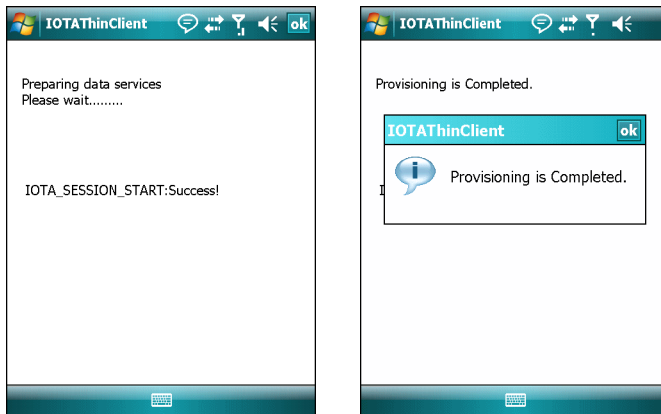 IOTAThinClient
ok
Preparing data services
Please wait.........
IOTA_SESSION_START:Success!
IOTAThinClient
Provisioning is Completed.
IOTAThinClient
ok
Provisioning is Completed.
I